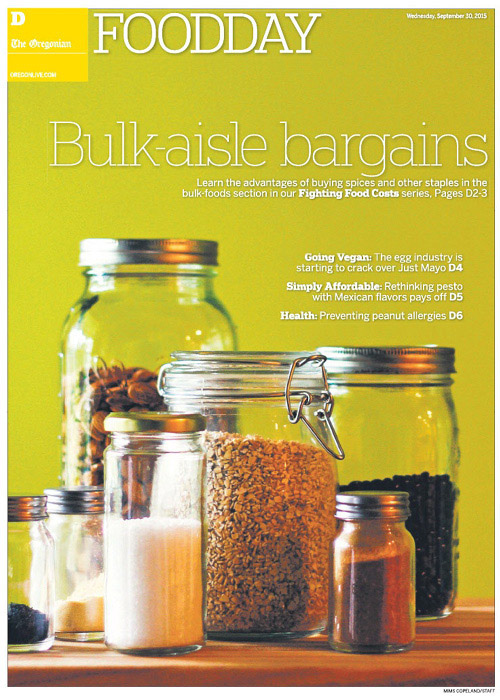 D
The Oregonian
OREGONLIVE.COM
FOODDAY
Wednesday, September 30, 2015
Bulk-aisle bargains
Learn the advantages of buying spices and other staples in the
bulk-foods section in our Fighting Food Costs series, Pages D2-3
Going Vegan: The egg industry is
starting to crack over Just Mayo D4
Simply Affordable: Rethinking pesto
with Mexican flavors pays off D5
Health: Preventing peanut allergies D6
MIMS COPELAND/STAFF